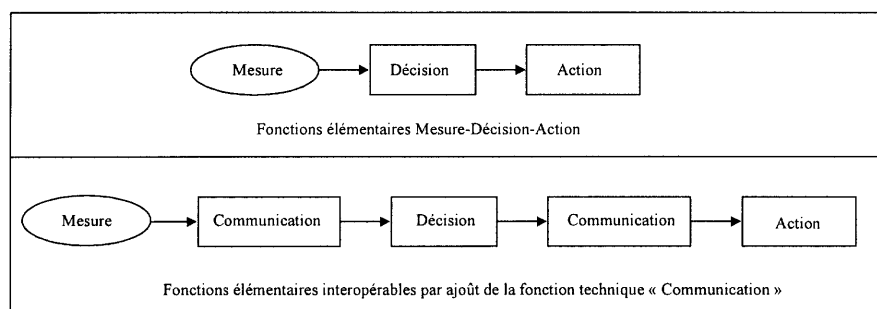 Mesure
Décision
Action
Fonctions élémentaires Mesure-Décision-Action
Mesure
Communication
Décision
Communication
Action
Fonctions élémentaires interopérables par ajoût de la fonction technique « Communication »